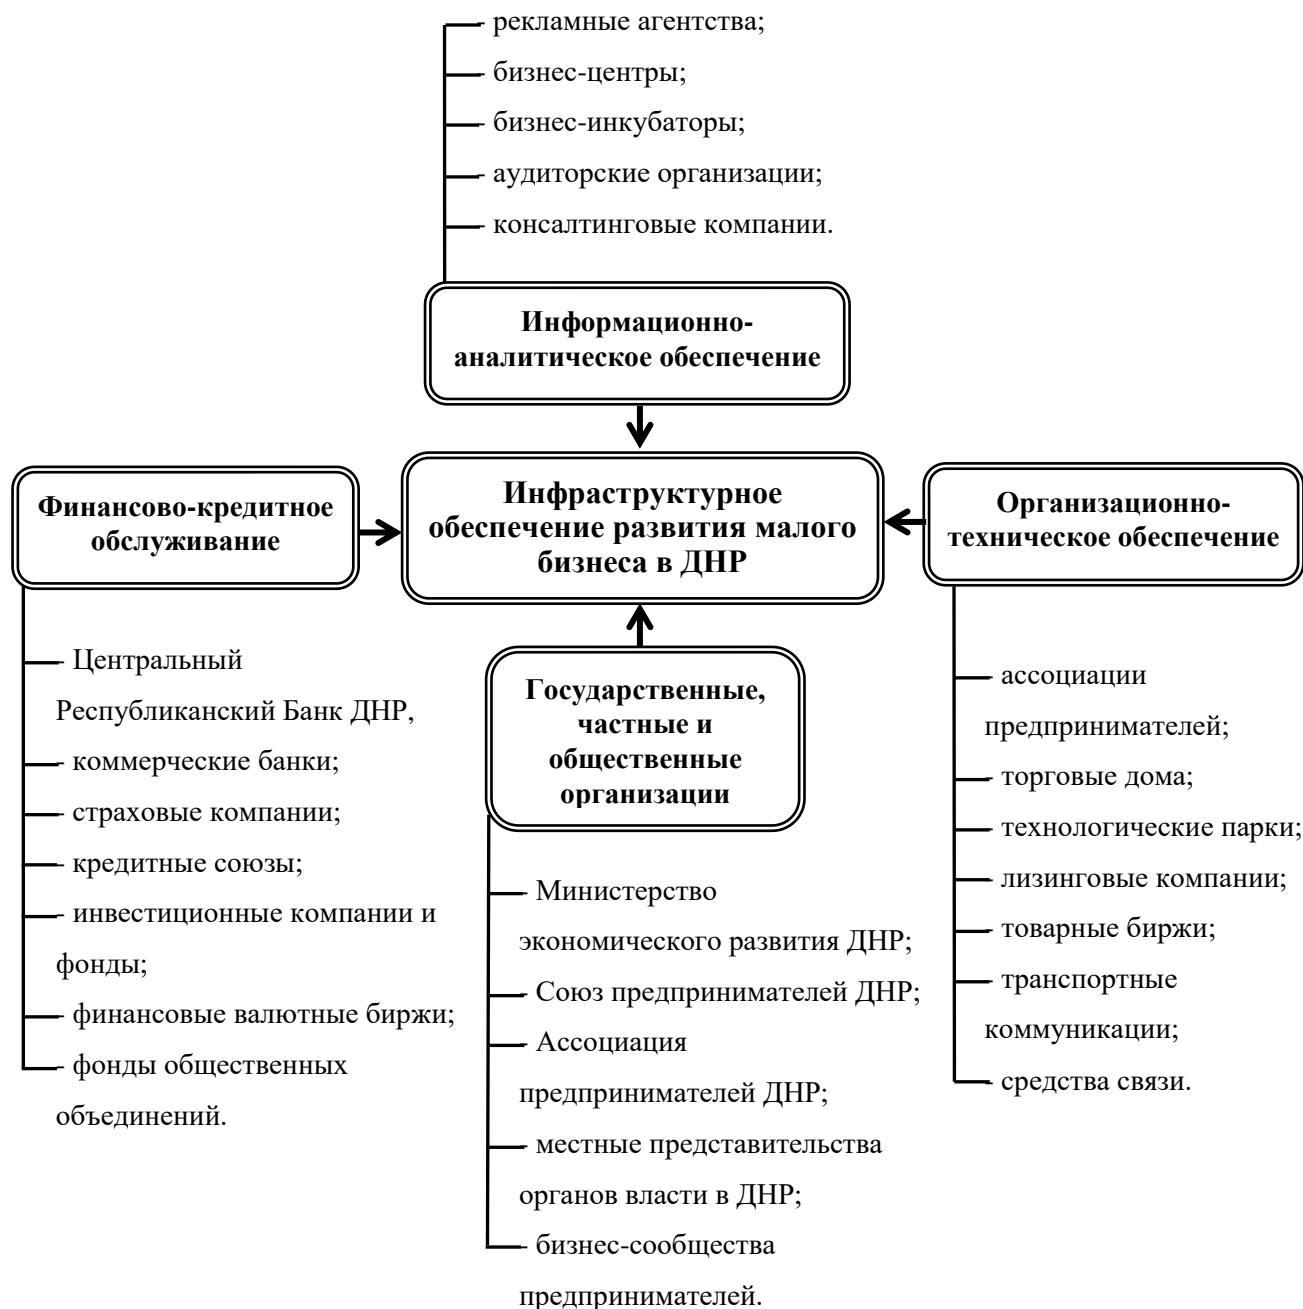 - рекламные агентства;
- бизнес-центры;
- бизнес-инкубаторы;
- аудиторские организации;
- консалтинговые компании.
Информационно-
аналитическое обеспечение
Финансово-кредитное
обслуживание
Инфраструктурное
обеспечение развития малого
бизнеса в ДНР
Организационно-
техническое обеспечение
- Центральный
Республиканский Банк ДНР,
- коммерческие банки;
- страховые компании;
- кредитные союзы;
- инвестиционные компании и
фонды;
- финансовые валютные биржи;
- фонды общественных
объединений.
Государственные,
частные и
общественные
организации
- Министерство
экономического развития ДНР;
- Союз предпринимателей ДНР;
- Ассоциация
предпринимателей ДНР;
- местные представительства
органов власти в ДНР;
- бизнес-сообщества
предпринимателей.
- ассоциации
предпринимателей;
- торговые дома;
- технологические парки;
- лизинговые компании;
- товарные биржи;
- транспортные
коммуникации;
- средства связи.